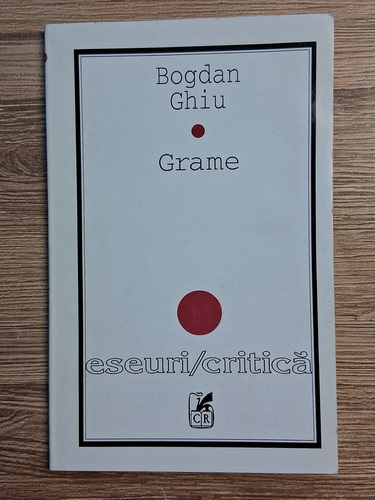 Bogdan
Ghiu
Grame
eseuri/critică
CR